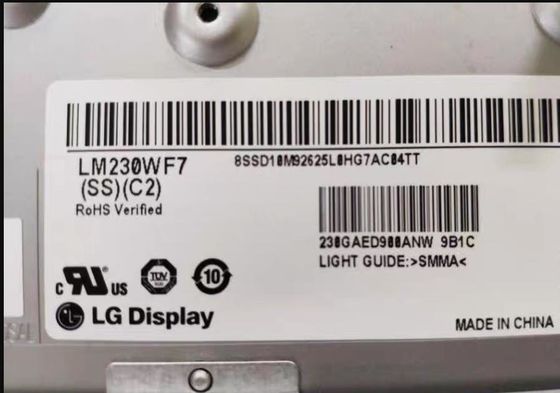 LM230WF7
(SS)(C2)
RoHS Verified
8SSD10M92625L0HG7AC04TT
230GAED900ANW 9B1C
LIGHT GUIDE:>SMMA<
c RU US
TÜV
10
LG Display
MADE IN CHINA